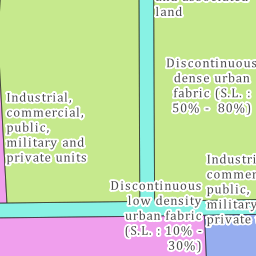 land
Discontinuous
dense urban
fabric (S.L. :
50% - 80%)
Industrial,
commercial,
public,
military and
private units
Discontinuous
low density
urban fabric
(S.L. : 10% -
30%)
public,